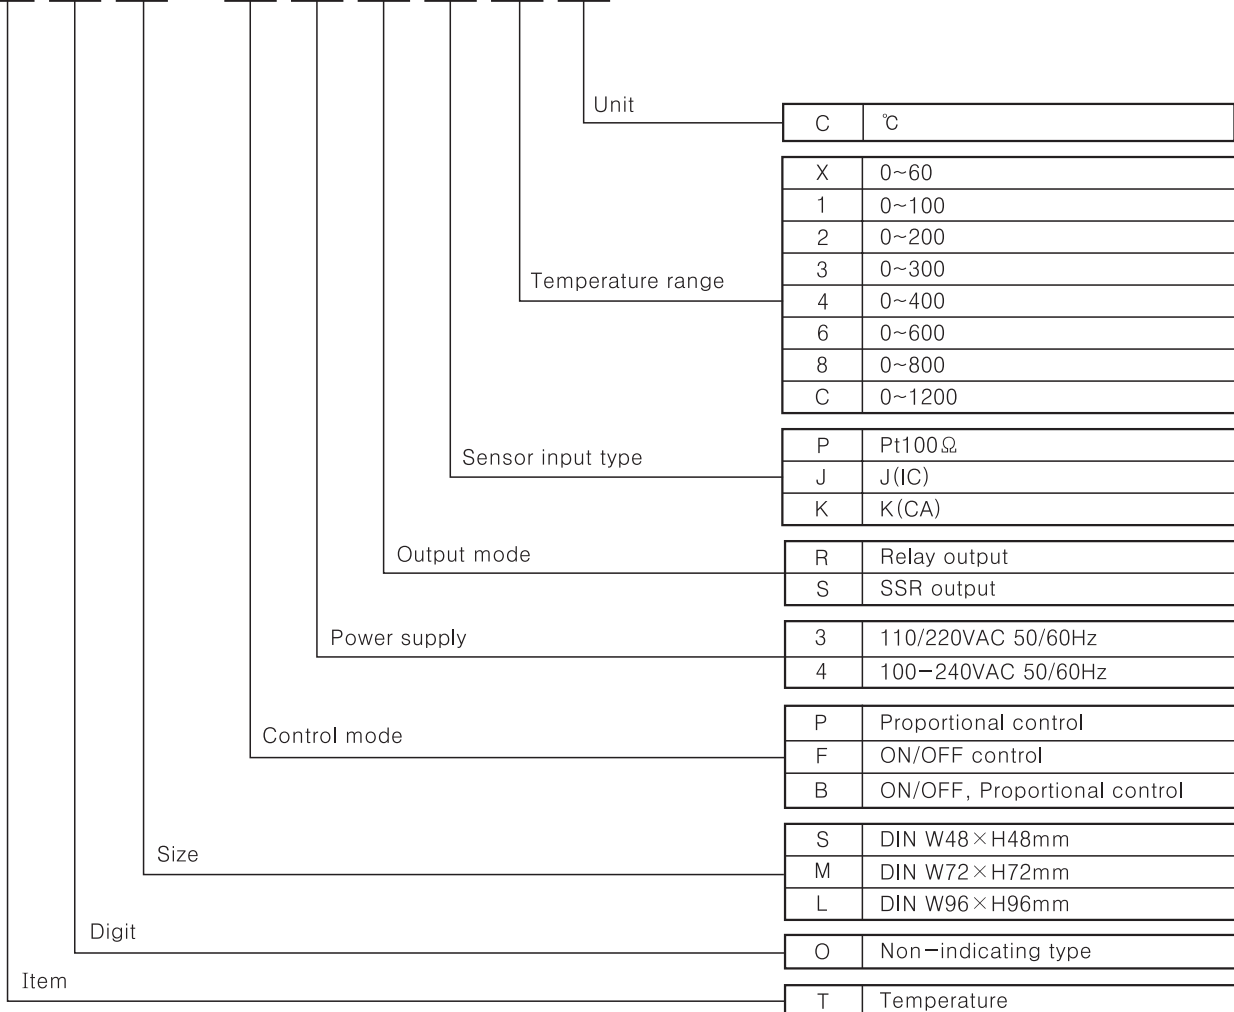 Unit
C ℃
X 0~60
1 0~100
2 0~200
3 0~300
Temperature range
4 0~400
6 0~600
8 0~800
C 0~1200
P Pt100Ω
Sensor input type
J J(IC)
K K(CA)
Output mode
R Relay output
S SSR output
Power supply
3 110/220VAC 50/60Hz
4 100-240VAC 50/60Hz
P Proportional control
Control mode
F ON/OFF control
B ON/OFF, Proportional control
S DIN W48×H48mm
Size
M DIN W72×H72mm
L DIN W96×H96mm
Digit
O Non-indicating type
Item
T Temperature